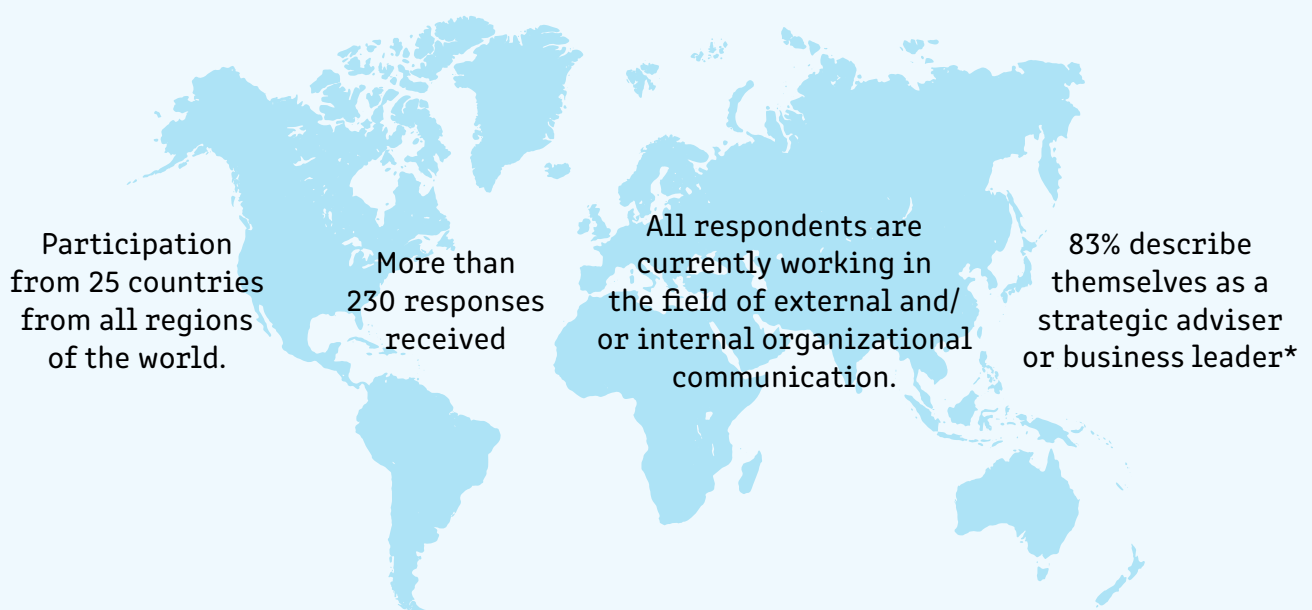 Participation
from 25 countries
from all regions
of the world.
More than
230 responses
received
All respondents are
currently working in
the field of external and/
or internal organizational
communication.
83% describe
themselves as a
strategic adviser
or business leader*